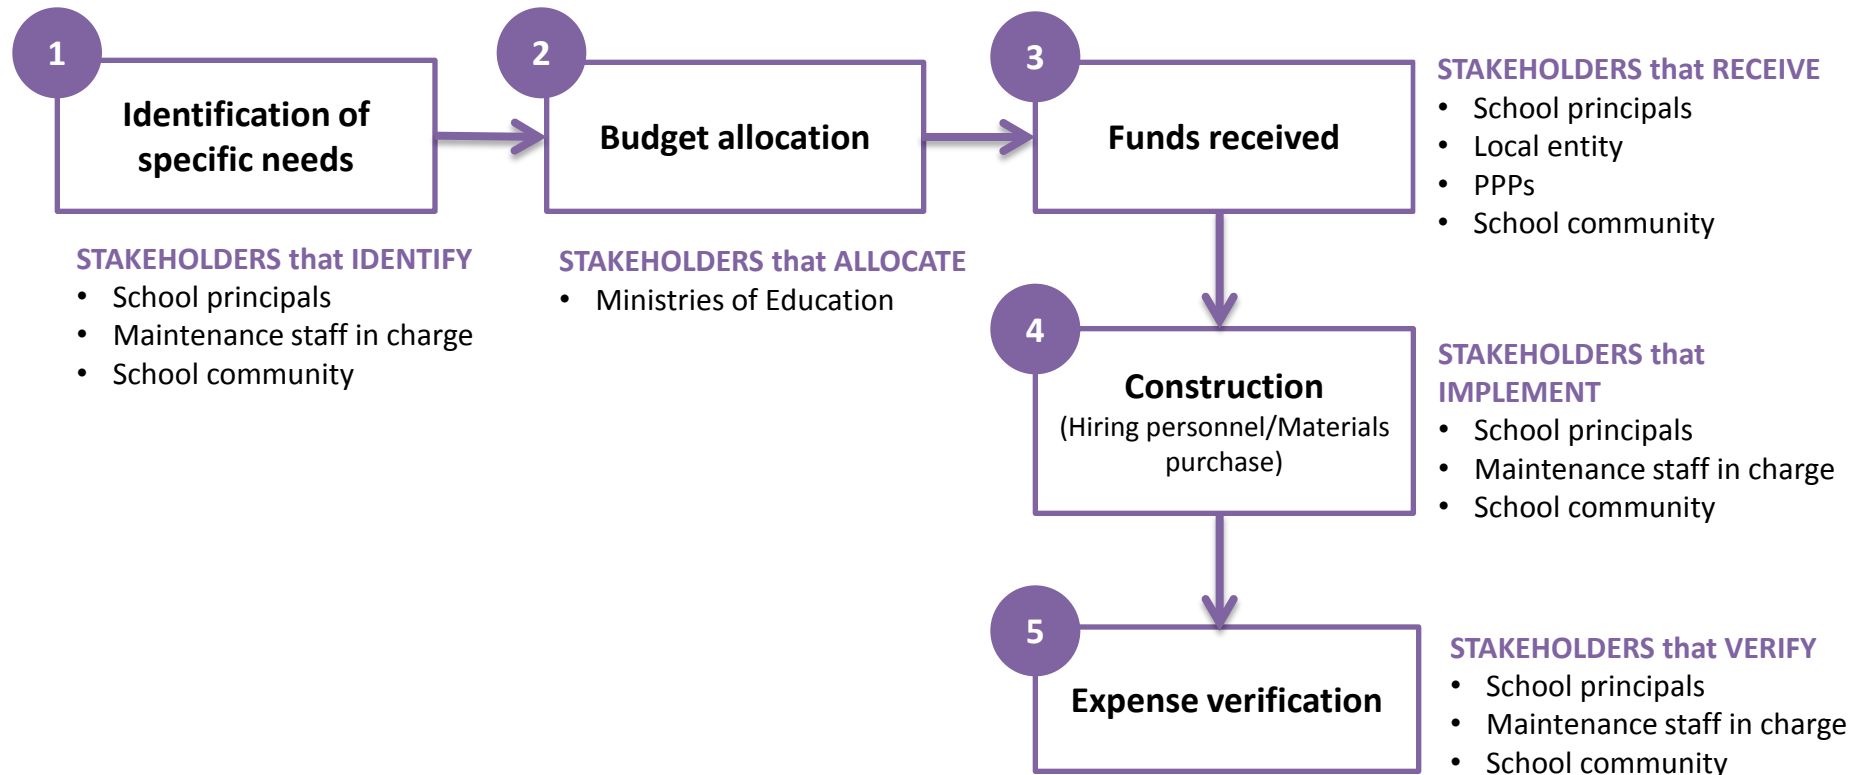 1
Identification of
specific needs
STAKEHOLDERS that IDENTIFY
• School principals
• Maintenance staff in charge
• School community
2
Budget allocation
STAKEHOLDERS that ALLOCATE
• Ministries of Education
3
Funds received
STAKEHOLDERS that RECEIVE
• School principals
• Local entity
• PPPs
• School community
4
Construction
(Hiring personnel/Materials
purchase)
STAKEHOLDERS that
IMPLEMENT
• School principals
• Maintenance staff in charge
• School community
5
Expense verification
STAKEHOLDERS that VERIFY
• School principals
• Maintenance staff in charge
• School community